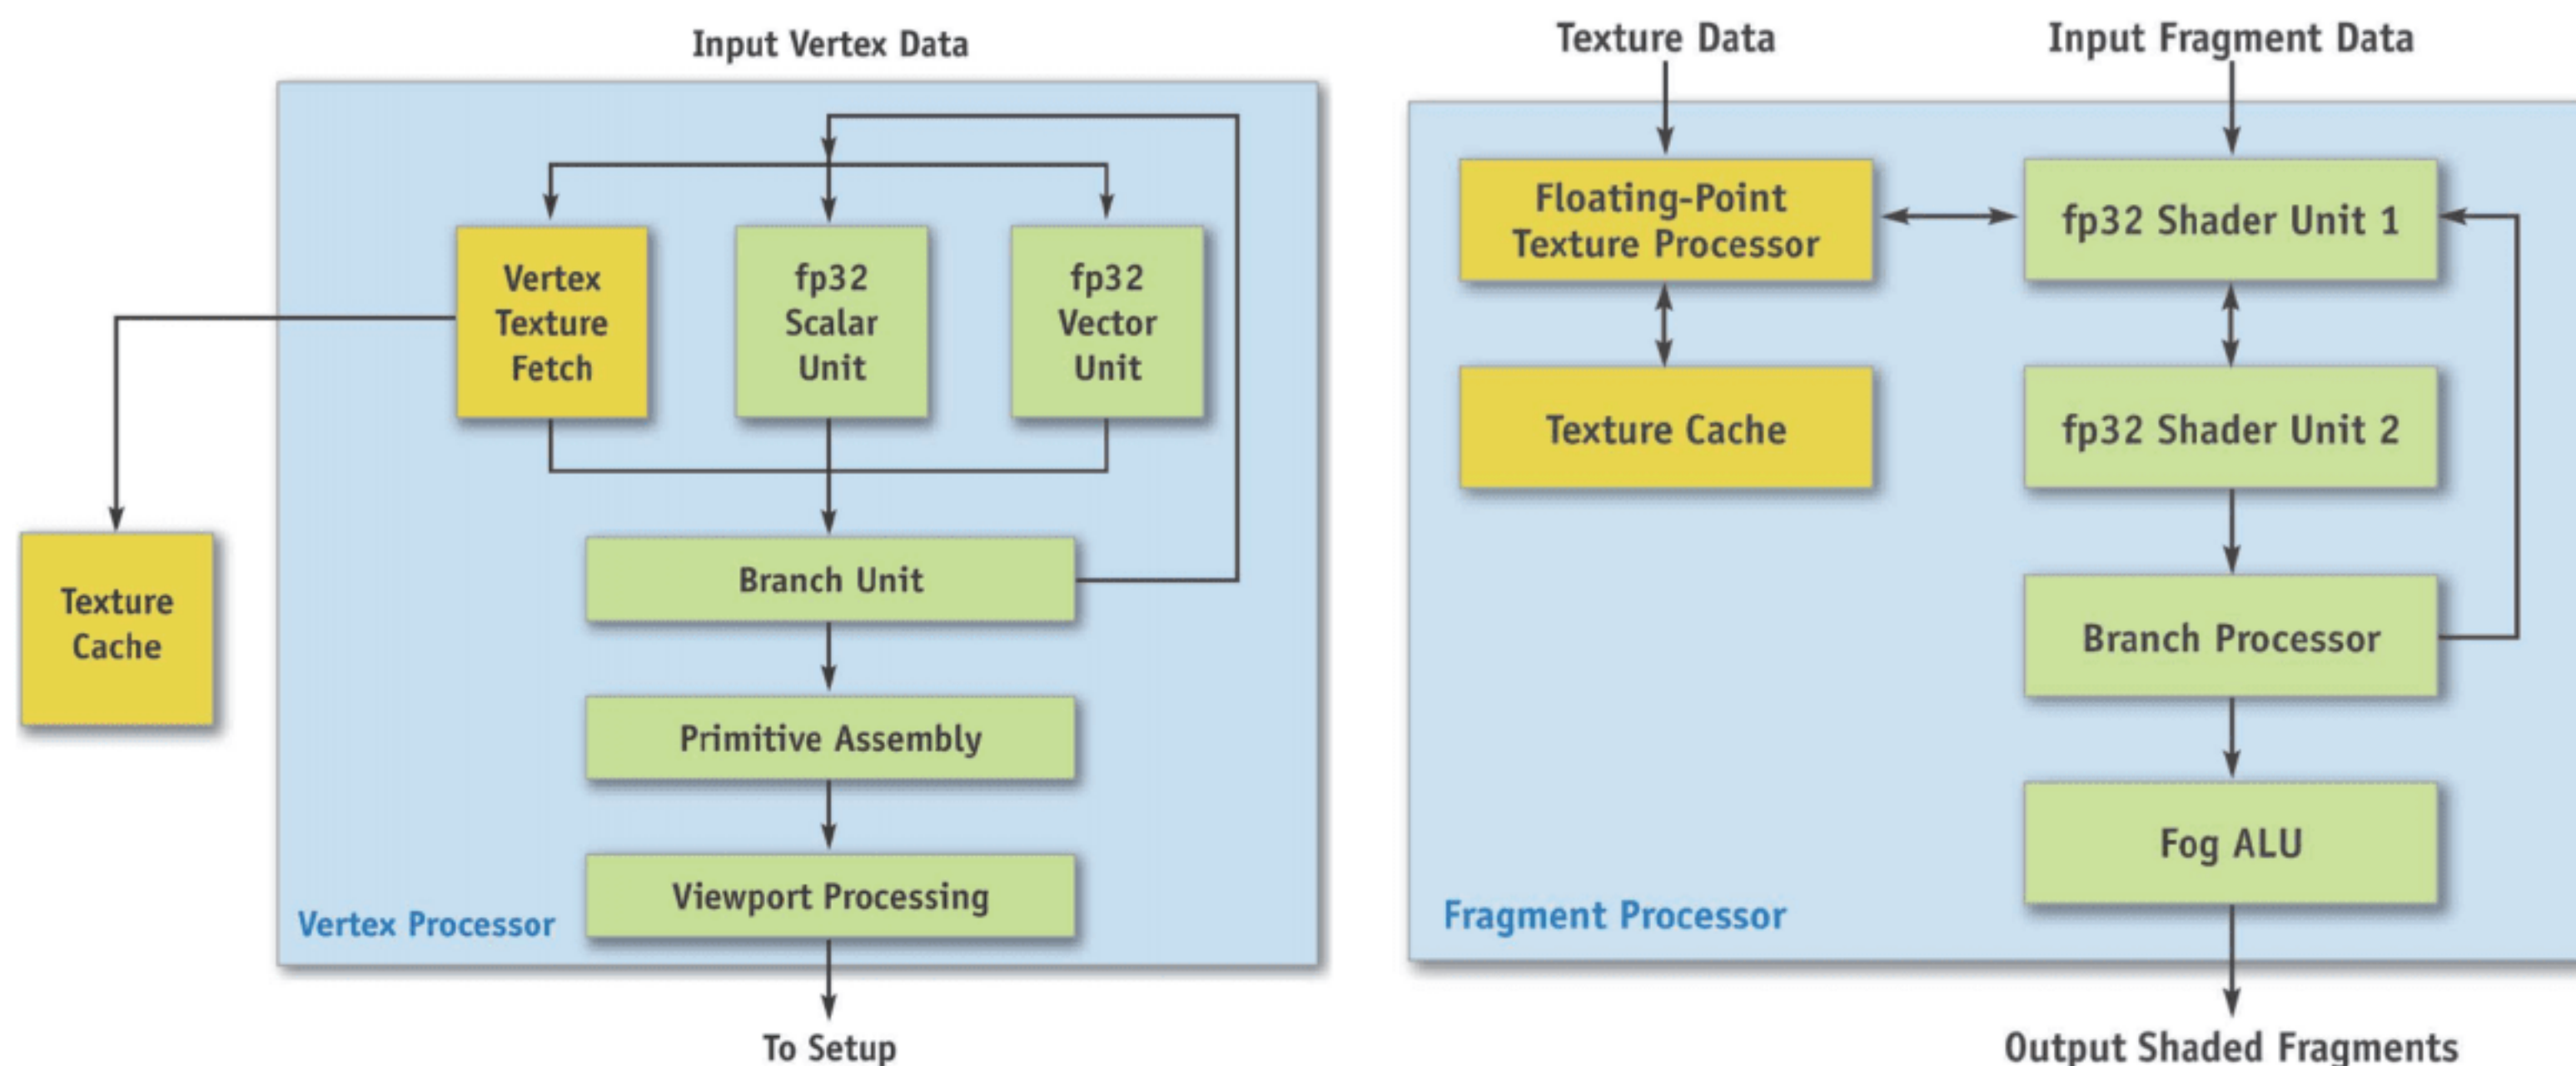 Input Vertex Data
Vertex
Texture
Fetch
fp32
Scalar
Unit
fp32
Vector
Unit
Texture
Cache
Branch Unit
Primitive Assembly
Viewport Processing
Vertex Processor
To Setup
Texture Data
Input Fragment Data
Floating-Point
Texture Processor
fp32 Shader Unit 1
Texture Cache
fp32 Shader Unit 2
Branch Processor
Fog ALU
Fragment Processor
Output Shaded Fragments